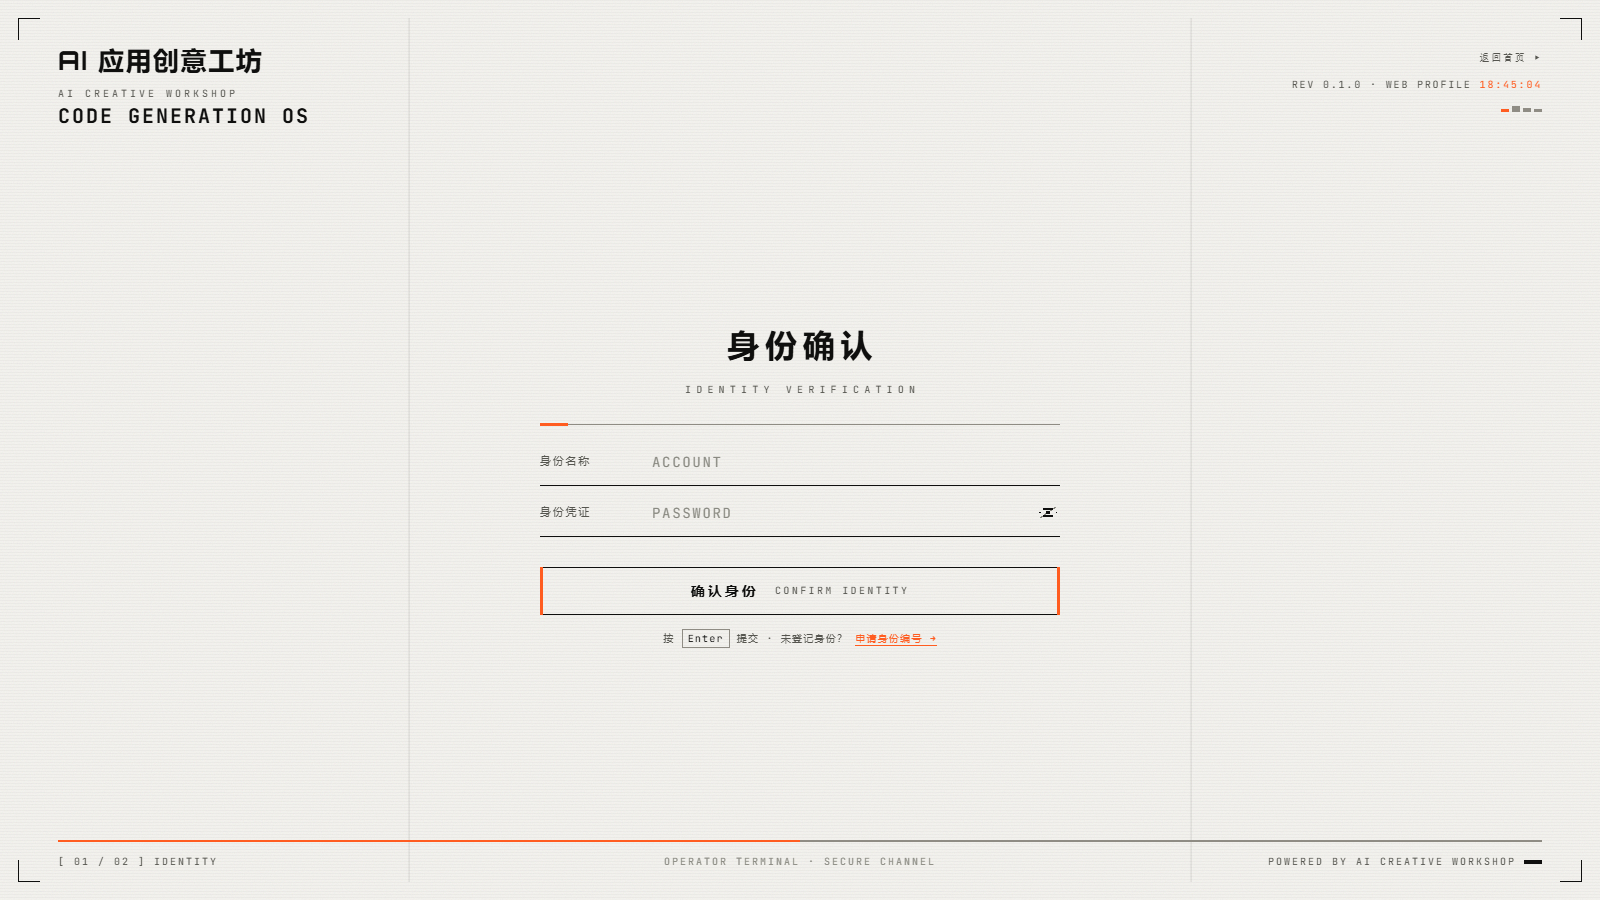 AI 应用创意工坊
AI CREATIVE WORKSHOP
CODE GENERATION OS
返回首页 ▸
REV 0.1.0 · WEB PROFILE 18:45:04
身份确认
IDENTITY VERIFICATION
身份名称 ACCOUNT
身份凭证 PASSWORD
确认身份 CONFIRM IDENTITY
按 Enter 提交 · 未登记身份? 申请身份编号 →
[ 01 / 02 ] IDENTITY
OPERATOR TERMINAL · SECURE CHANNEL
POWERED BY AI CREATIVE WORKSHOP